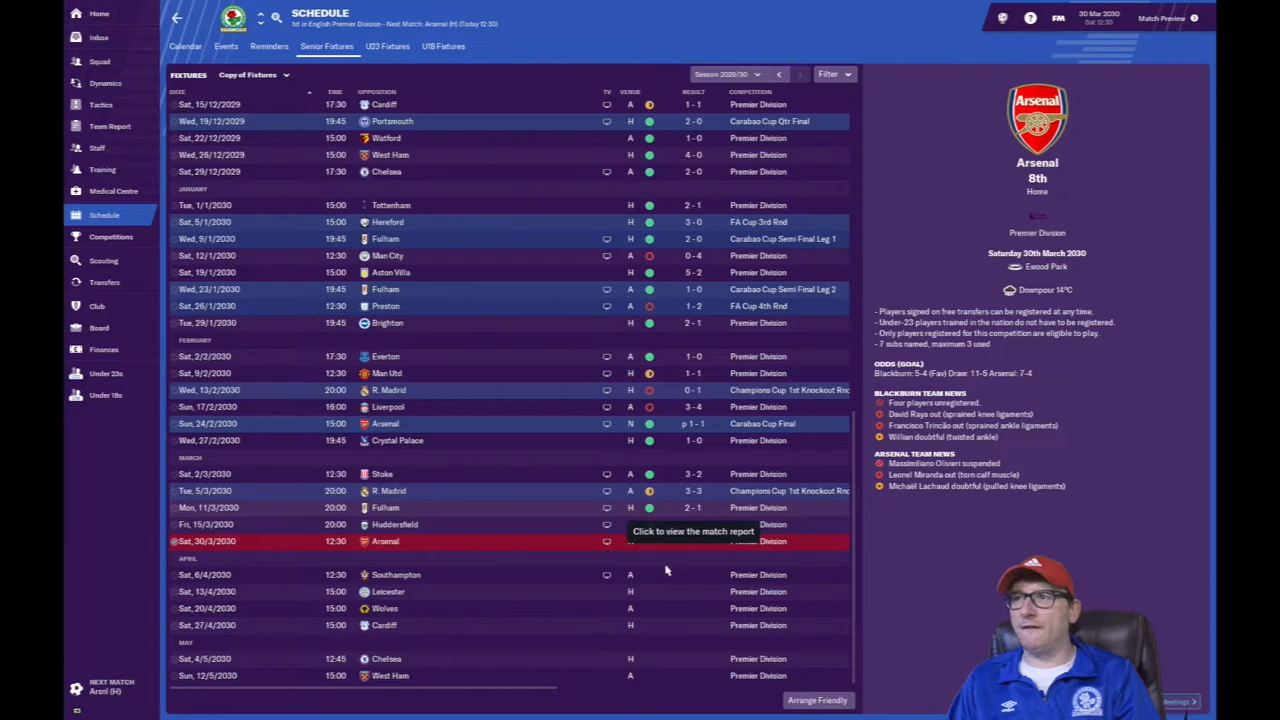 Home
Inbox
Squad
Dynamics
Tactics
Team Report
Staff
Training
Medical Centre
Schedule
Competitions
Scouting
Transfers
Club
Board
Finances
Under 23s
Under 18s
NEXT MATCH
Arsnl (H)
SCHEDULE
1st in English Premier Division - Next Match: Arsenal (H) (Today 12:30)
FM
30 Mar 2030
Sat 12:30
Match Preview
Calendar Events Reminders Senior Fixtures U23 Fixtures U18 Fixtures
FIXTURES Copy of Fixtures Season 2029/30 Filter
DATE TIME OPPOSITION TV VENUE RESULT COMPETITION
Sat, 15/12/2029 17:30 Cardiff A 1 - 1 Premier Division
Wed, 19/12/2029 19:45 Portsmouth H 2 - 0 Carabao Cup Qtr Final
Sat, 22/12/2029 15:00 Watford A 1 - 0 Premier Division
Wed, 26/12/2029 15:00 West Ham H 4 - 0 Premier Division
Sat, 29/12/2029 17:30 Chelsea A 2 - 0 Premier Division
JANUARY
Tue, 1/1/2030 15:00 Tottenham H 2 - 1 Premier Division
Sat, 5/1/2030 15:00 Hereford H 3 - 0 FA Cup 3rd Rnd
Wed, 9/1/2030 19:45 Fulham H 2 - 0 Carabao Cup Semi Final Leg 1
Sat, 12/1/2030 12:30 Man City A 0 - 4 Premier Division
Sat, 19/1/2030 15:00 Aston Villa H 5 - 2 Premier Division
Wed, 23/1/2030 19:45 Fulham A 1 - 0 Carabao Cup Semi Final Leg 2
Sat, 26/1/2030 12:30 Preston A 1 - 2 FA Cup 4th Rnd
Tue, 29/1/2030 19:45 Brighton H 2 - 1 Premier Division
FEBRUARY
Sat, 2/2/2030 17:30 Everton A 1 - 0 Premier Division
Sat, 9/2/2030 12:30 Man Utd H 1 - 1 Premier Division
Wed, 13/2/2030 20:00 R. Madrid H 0 - 1 Champions Cup 1st Knockout Rnd
Sun, 17/2/2030 16:00 Liverpool A 3 - 4 Premier Division
Sun, 24/2/2030 15:00 Arsenal N p 1 - 1 Carabao Cup Final
Wed, 27/2/2030 19:45 Crystal Palace H 1 - 0 Premier Division
MARCH
Sat, 2/3/2030 12:30 Stoke A 3 - 2 Premier Division
Tue, 5/3/2030 20:00 R. Madrid A 3 - 3 Champions Cup 1st Knockout Rnd
Mon, 11/3/2030 20:00 Fulham H 2 - 1 Premier Division
Fri, 15/3/2030 20:00 Huddersfield
Click to view the match report
Sat, 30/3/2030 12:30 Arsenal Premier Division
APRIL
Sat, 6/4/2030 12:30 Southampton A Premier Division
Sat, 13/4/2030 15:00 Leicester H Premier Division
Sat, 20/4/2030 15:00 Wolves A Premier Division
Sat, 27/4/2030 15:00 Cardiff H Premier Division
MAY
Sat, 4/5/2030 12:45 Chelsea H Premier Division
Sun, 12/5/2030 15:00 West Ham A Premier Division
Arrange Friendly
Arsenal
Arsenal
8th
Home
Premier Division
Saturday 30th March 2030
Ewood Park
Downpour 14°C
- Players signed on free transfers can be registered at any time.
- Under-23 players trained in the nation do not have to be registered.
- Only players registered for this competition are eligible to play.
- 7 subs named, maximum 3 used
ODDS (GOAL)
Blackburn: 5-4 (Fav) Draw: 11-5 Arsenal: 7-4
BLACKBURN TEAM NEWS
Four players unregistered.
David Raya out (sprained knee ligaments)
Francisco Trincão out (sprained ankle ligaments)
Willian doubtful (twisted ankle)
ARSENAL TEAM NEWS
Massimiliano Olivieri suspended
Leonel Miranda out (torn calf muscle)
Michaël Lachaud doubtful (pulled knee ligaments)
Meetings